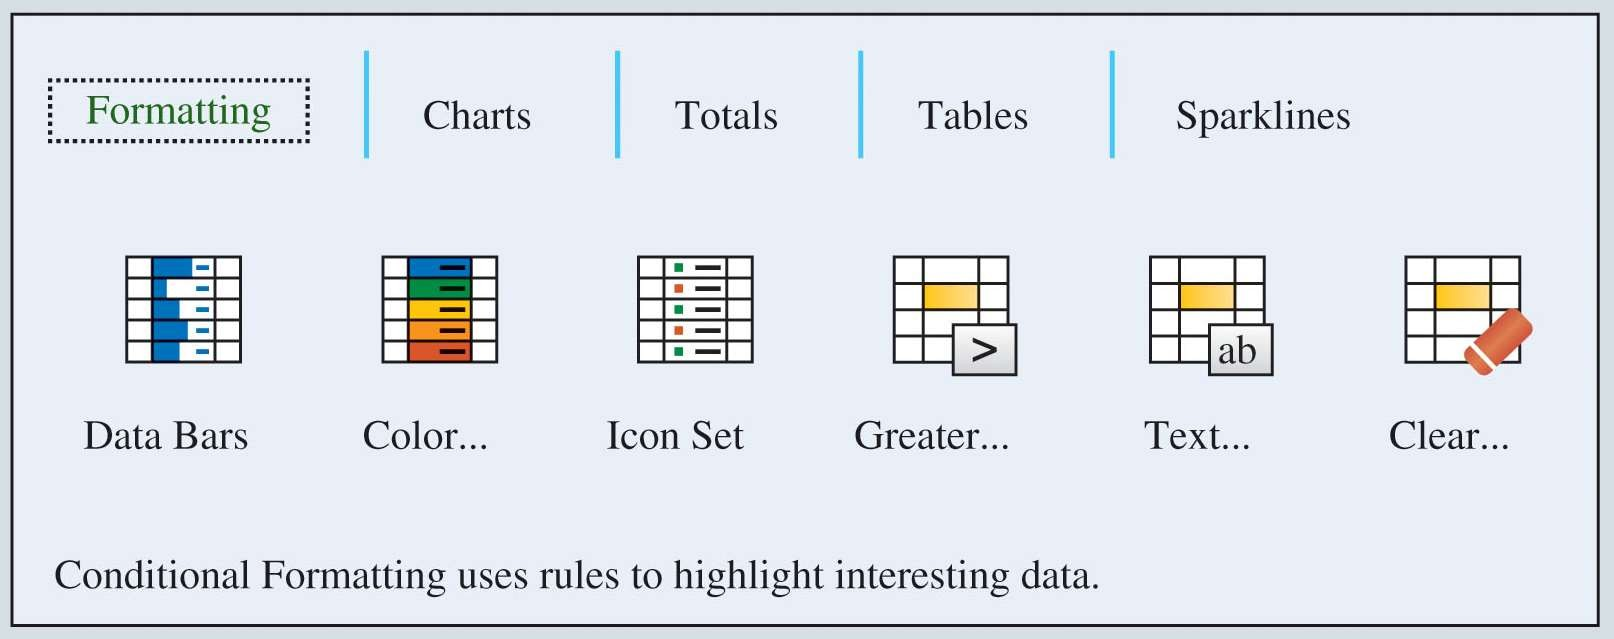 Formatting Charts Totals Tables Sparklines
> ab
Data Bars Color... Icon Set Greater... Text... Clear...
Conditional Formatting uses rules to highlight interesting data.